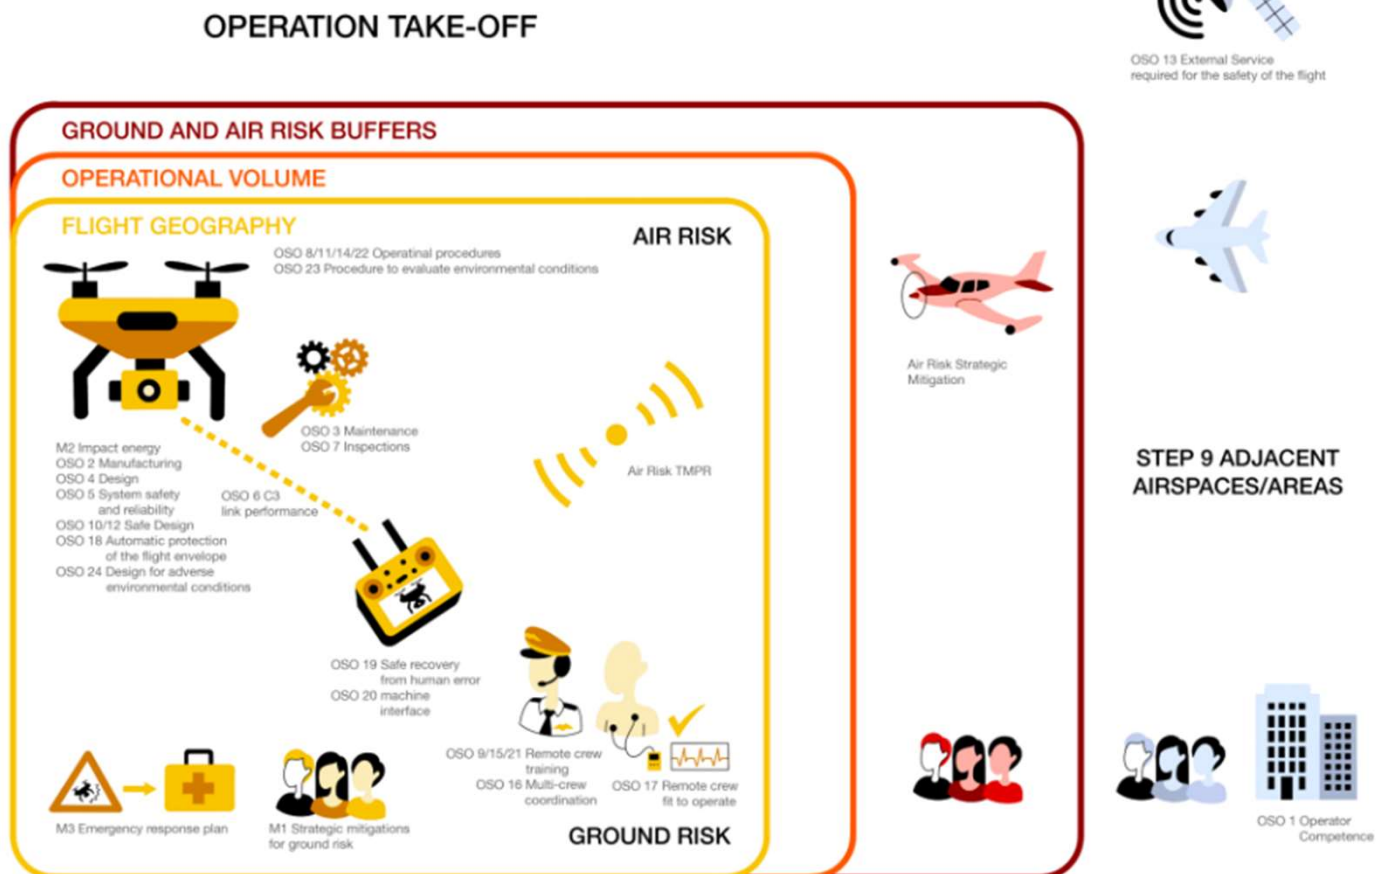 OPERATION TAKE-OFF
OSO 13 External Service
required for the safety of the flight
GROUND AND AIR RISK BUFFERS
OPERATIONAL VOLUME
FLIGHT GEOGRAPHY
AIR RISK
OSO 8/11/14/22 Operatinal procedures
OSO 23 Procedure to evaluate environmental conditions
Air Risk Strategic
Mitigation
OSO 3 Maintenance
OSO 7 Inspections
M2 Impact energy
OSO 2 Manufacturing
OSO 4 Design
OSO 5 System safety
and reliability
OSO 10/12 Safe Design
OSO 18 Automatic protection
of the flight envelope
OSO 24 Design for adverse
environmental conditions
OSO 6 C3
link performance
Air Risk TMPR
STEP 9 ADJACENT
AIRSPACES/AREAS
OSO 19 Safe recovery
from human error
OSO 20 machine
interface
OSO 9/15/21 Remote crew
training
OSO 16 Multi-crew
coordination
OSO 17 Remote crew
fit to operate
M3 Emergency response plan
M1 Strategic mitigations
for ground risk
GROUND RISK
OSO 1 Operator
Competence